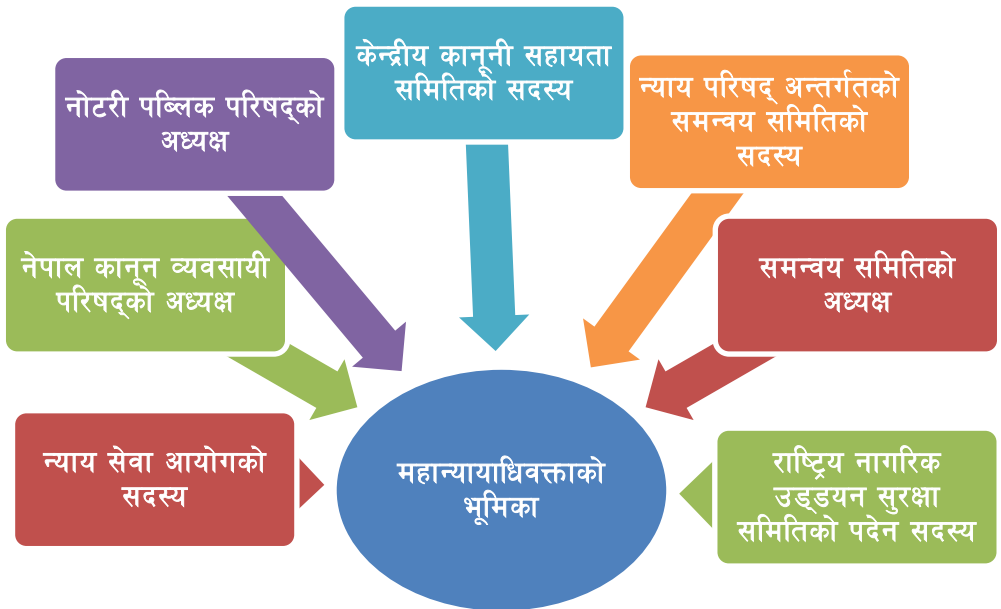 केन्द्रीय कानूनी सहायता
समितिको सदस्य
नोटरी पब्लिक परिषद्को
अध्यक्ष
न्याय परिषद् अन्तर्गतको
समन्वय समितिको
सदस्य
नेपाल कानून व्यवसायी
परिषद्को अध्यक्ष
समन्वय समितिको
अध्यक्ष
न्याय सेवा आयोगको
सदस्य
महान्यायाधिवक्ताको
भूमिका
राष्ट्रिय नागरिक
उड्डयन सुरक्षा
समितिको पदेन सदस्य